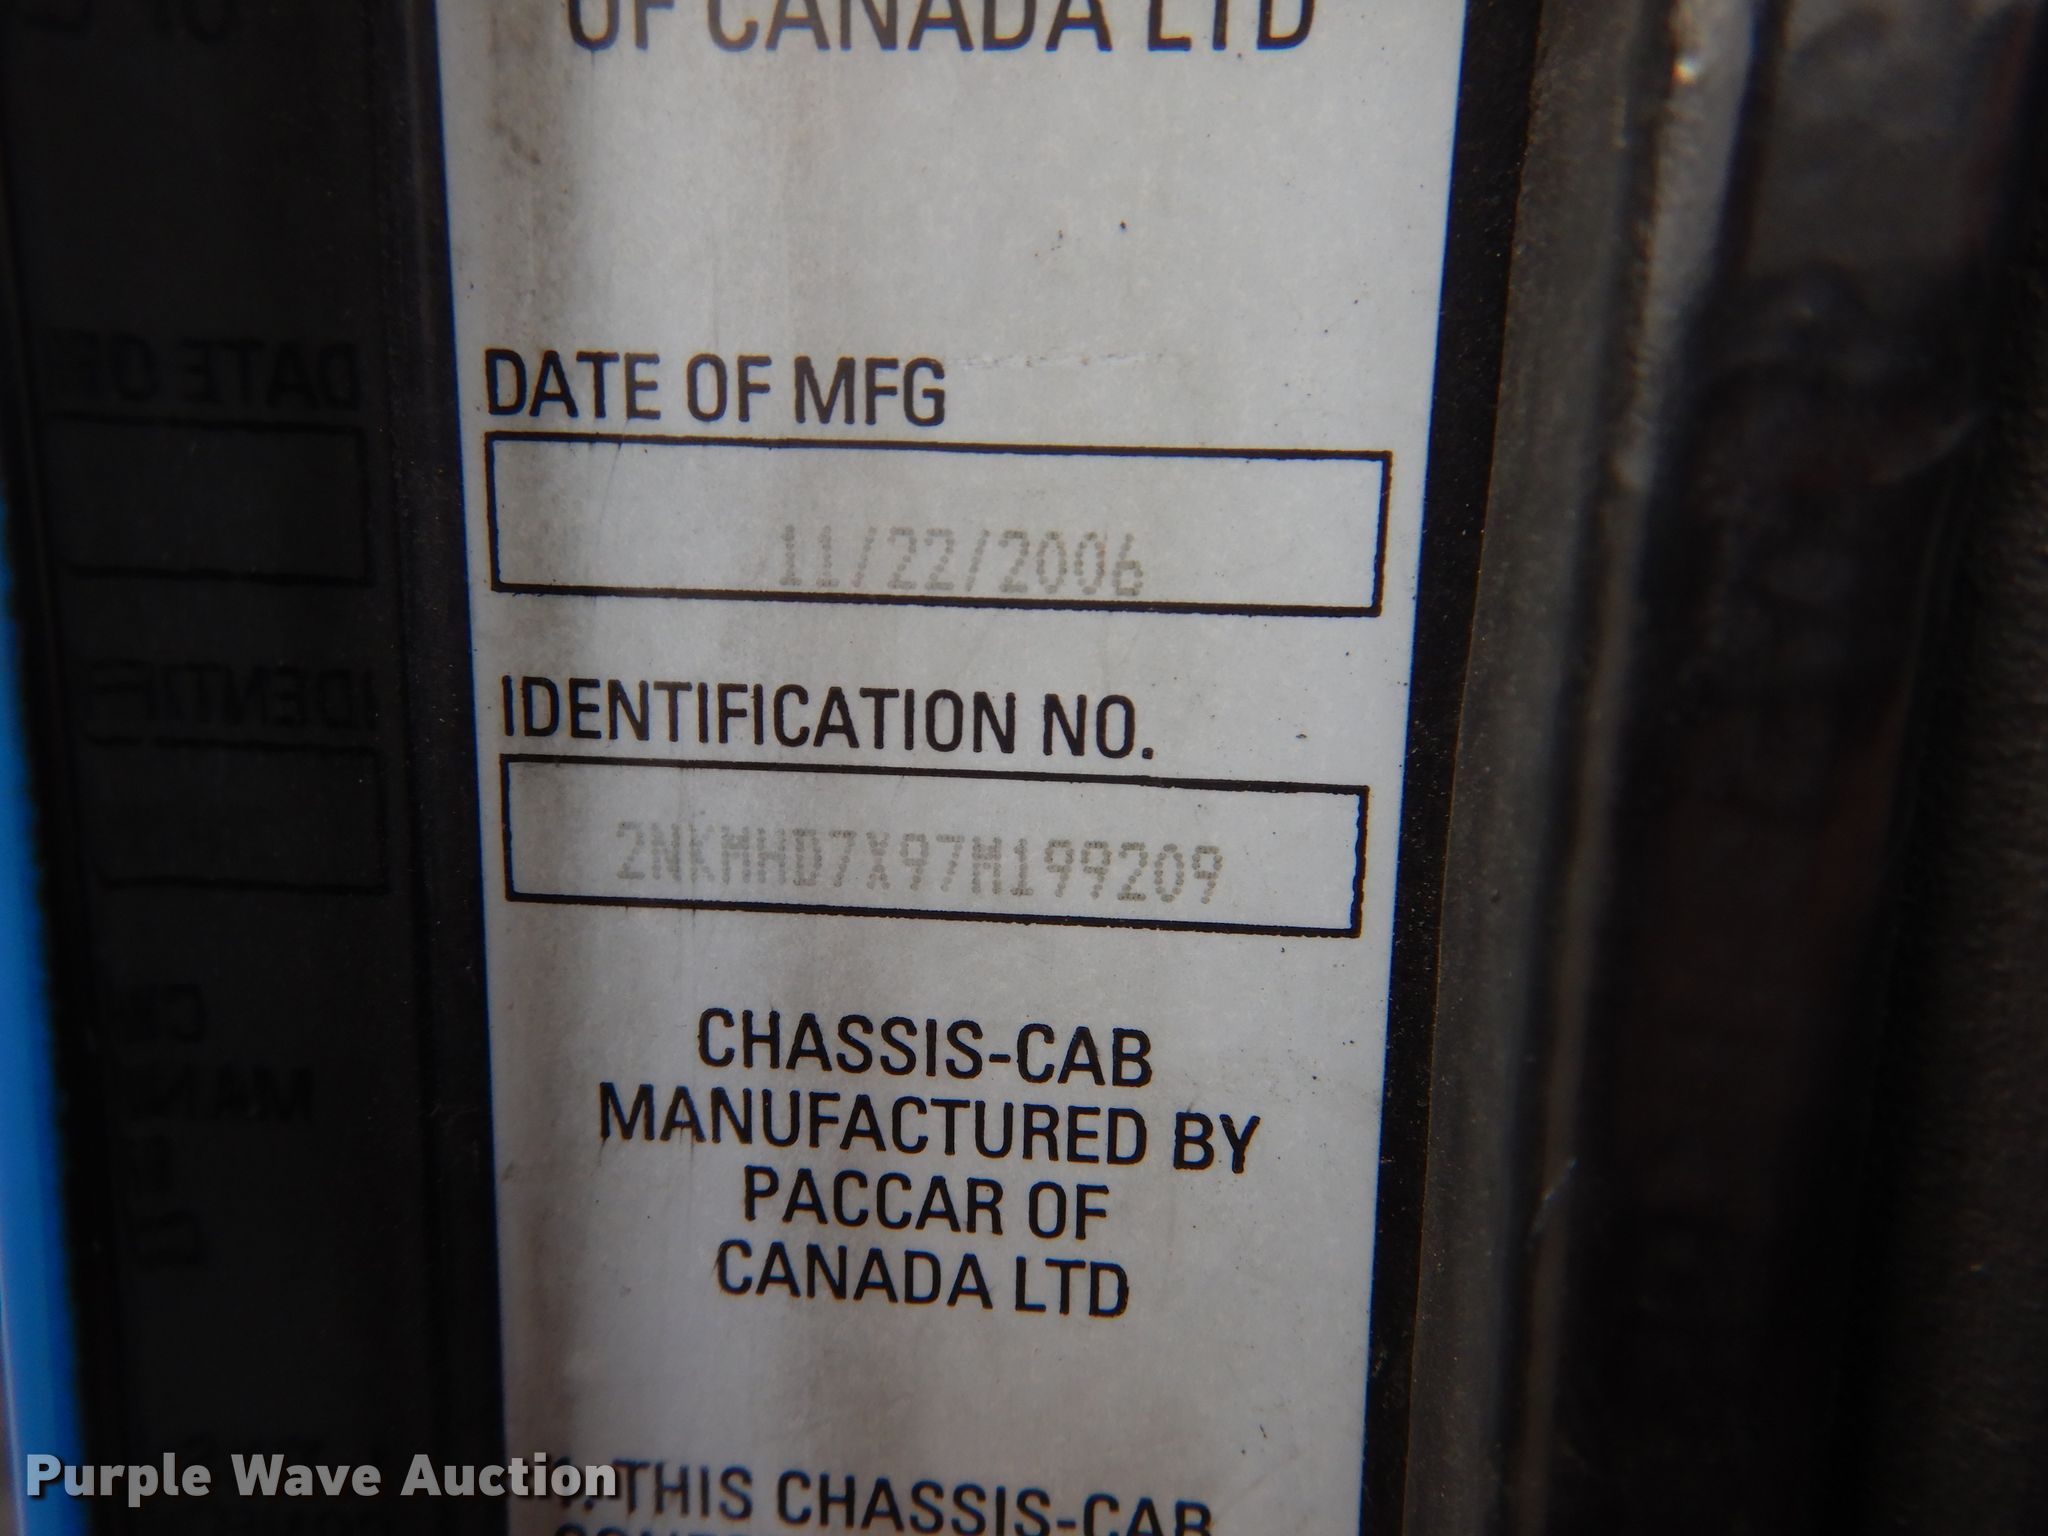 OF CANADA LTD
DATE OF MFG
11/22/2006
IDENTIFICATION NO.
2NKMHD7X97M199209
CHASSIS-CAB
MANUFACTURED BY
PACCAR OF
CANADA LTD
1. THIS CHASSIS-CAB
Purple Wave Auction